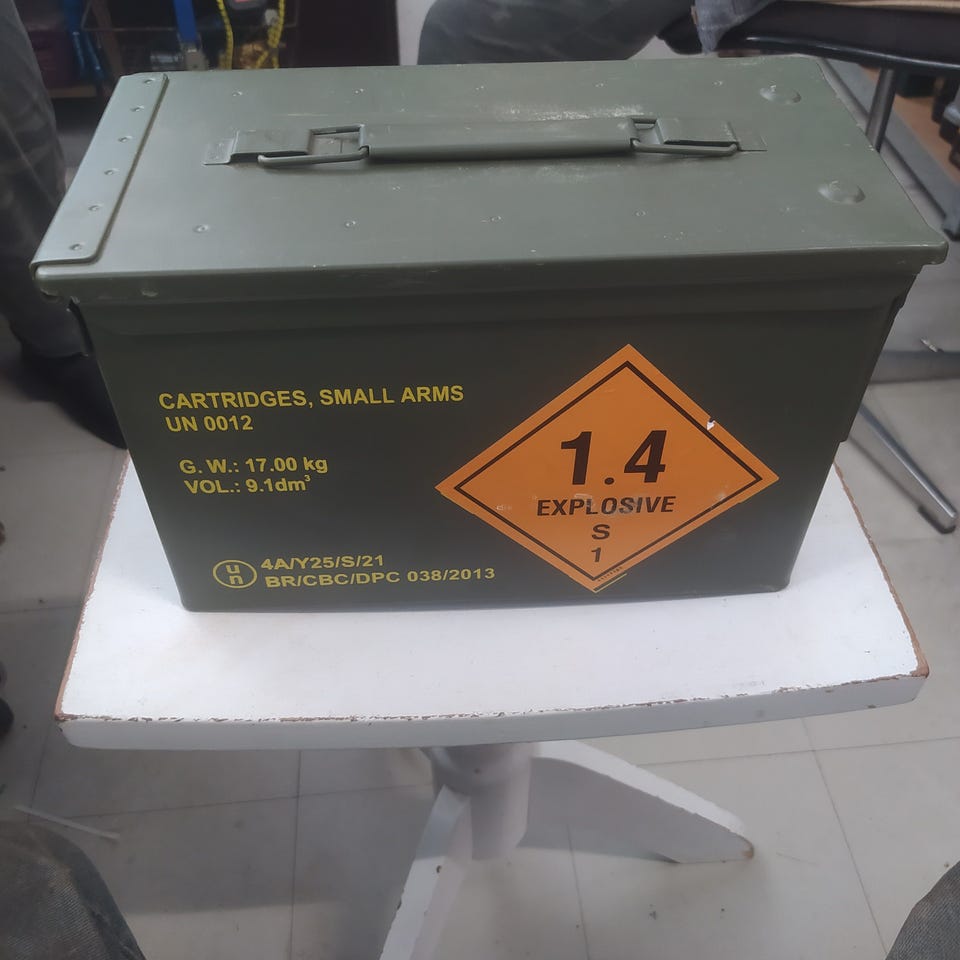 CARTRIDGES, SMALL ARMS
UN 0012
G. W.: 17.00 kg
VOL.: 9.1dm³
un 4A/Y25/S/21
BR/CBC/DPC 038/2013
1.4
EXPLOSIVE
S
1